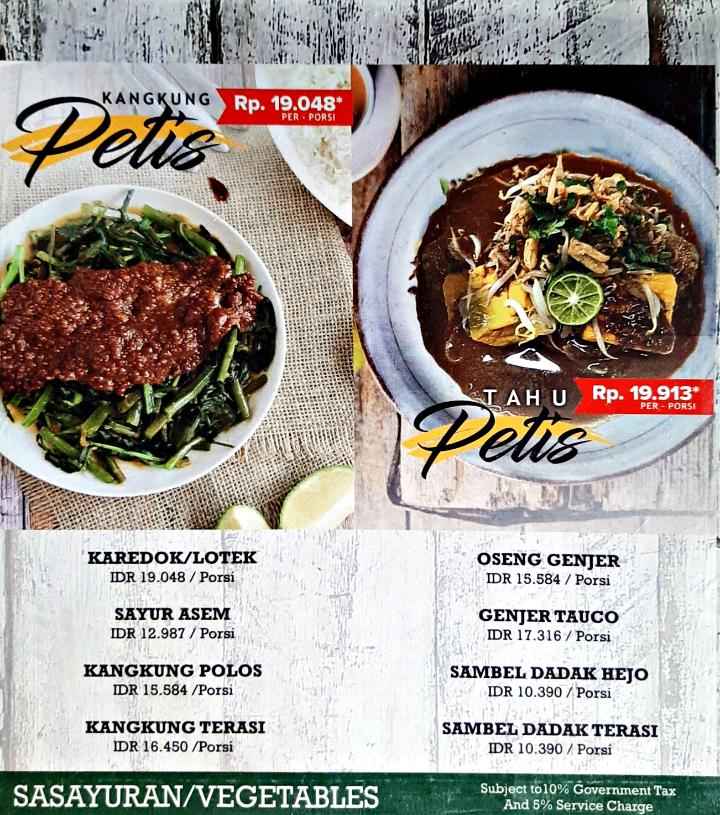 KANGKUNG
Petis
Rp. 19.048*
PER - PORSI
TAHU
Petis
Rp. 19.913*
PER - PORSI
KAREDOK/LOTEK
IDR 19.048 / Porsi
SAYUR ASEM
IDR 12.987 / Porsi
KANGKUNG POLOS
IDR 15.584 /Porsi
KANGKUNG TERASI
IDR 16.450 /Porsi
OSENG GENJER
IDR 15.584 / Porsi
GENJER TAUCO
IDR 17.316 / Porsi
SAMBEL DADAK HEJO
IDR 10.390 / Porsi
SAMBEL DADAK TERASI
IDR 10.390 / Porsi
SASAYURAN/VEGETABLES
Subject to10% Government Tax
And 5% Service Charge